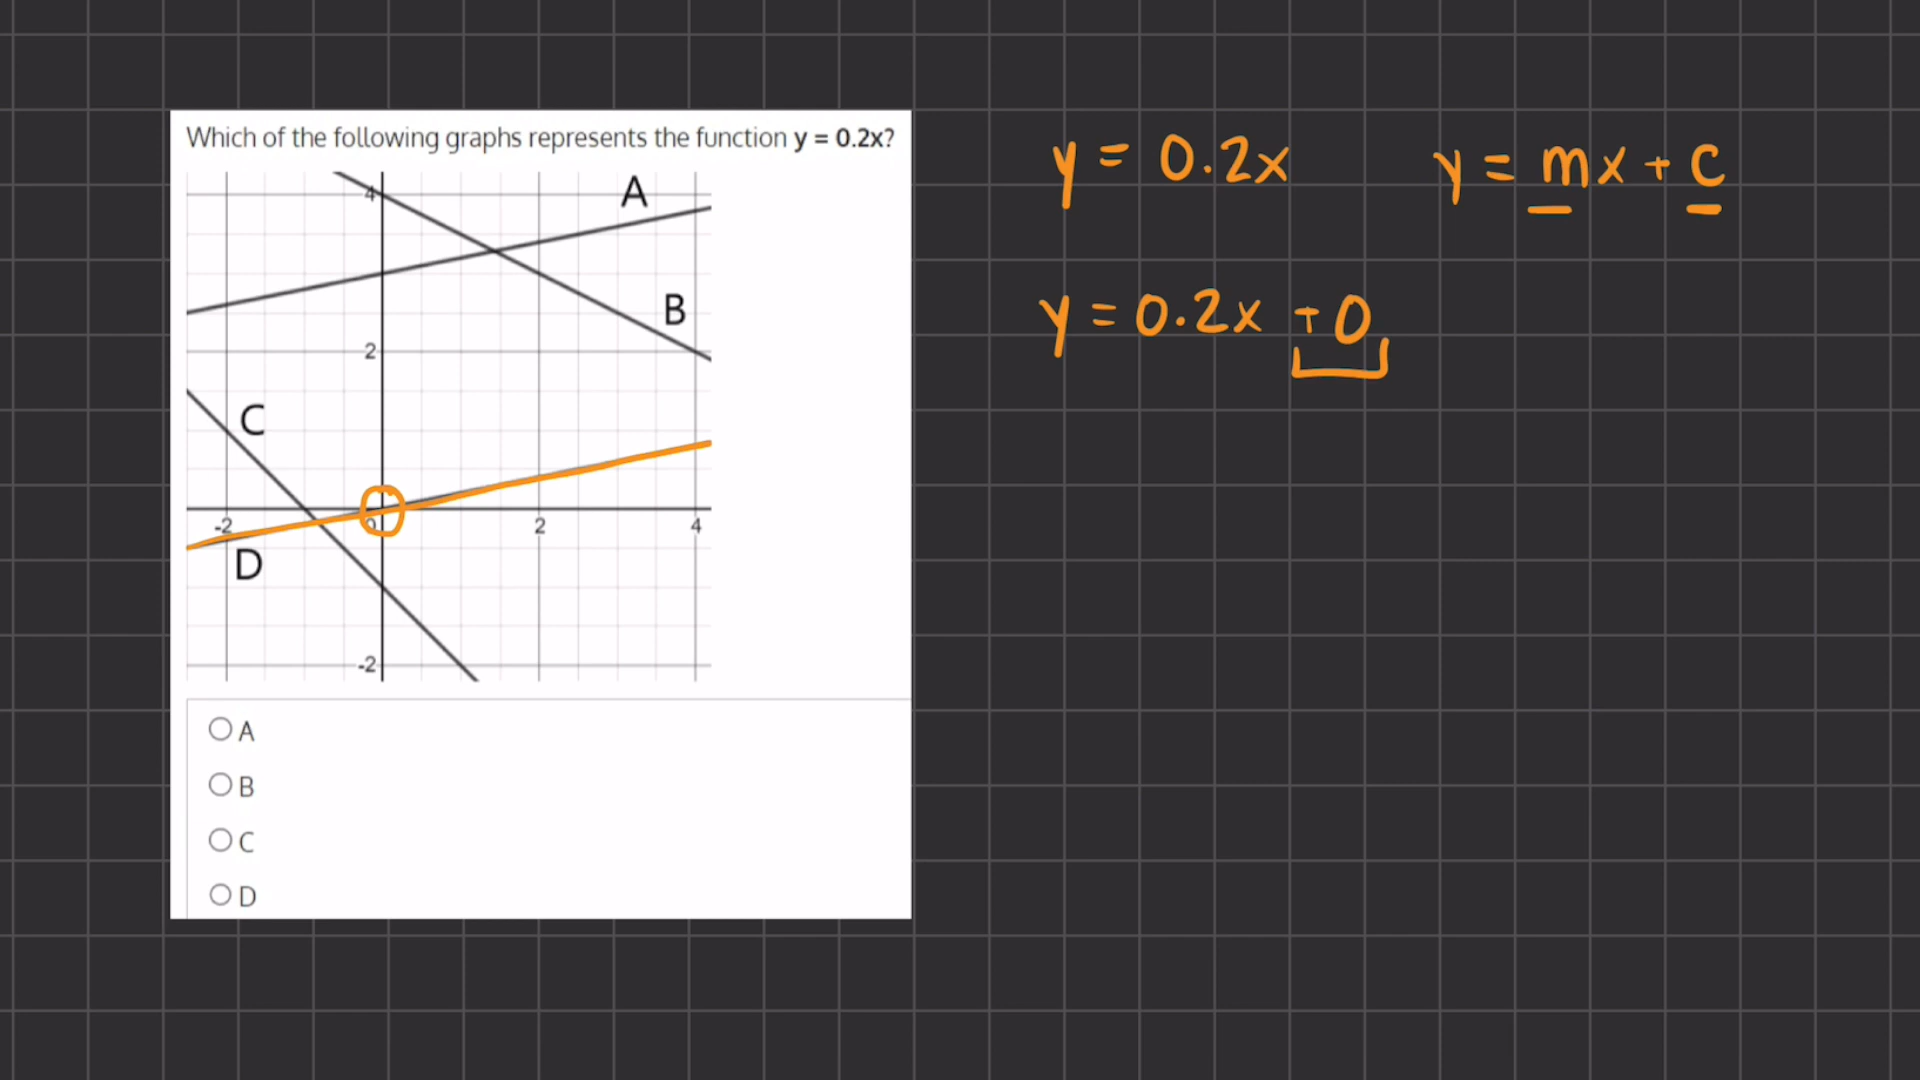 Which of the following graphs represents the function y = 0.2x?
y = 0.2x
y = mx + c
4
A
B
y = 0.2x + 0
2
C
-2
0
2
4
D
-2
A
B
C
D